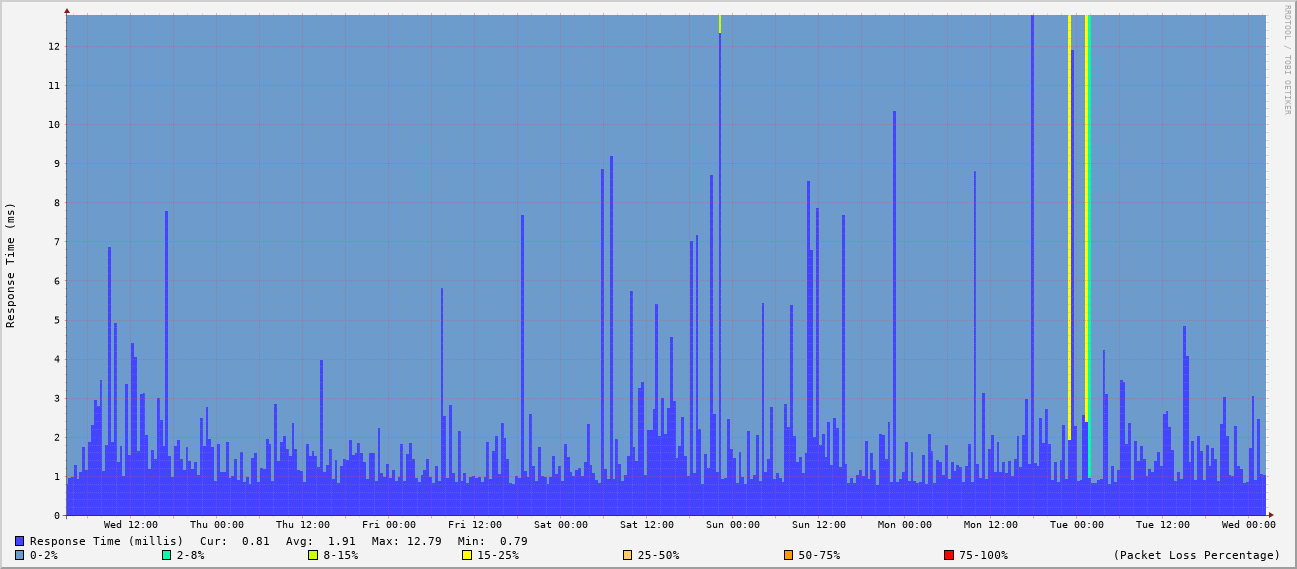 RRDTOOL / TOBI OETIKER
Response Time (ms)
12
11
10
9
8
7
6
5
4
3
2
1
0
Wed 12:00 Thu 00:00 Thu 12:00 Fri 00:00 Fri 12:00 Sat 00:00 Sat 12:00 Sun 00:00 Sun 12:00 Mon 00:00 Mon 12:00 Tue 00:00 Tue 12:00 Wed 00:00
Response Time (millis) Cur: 0.81 Avg: 1.91 Max: 12.79 Min: 0.79
0-2% 2-8% 8-15% 15-25% 25-50% 50-75% 75-100% (Packet Loss Percentage)